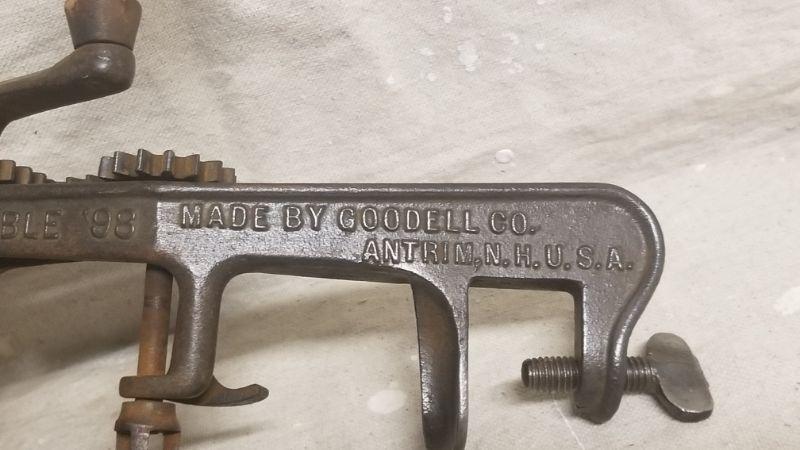 BLE '98 MADE BY GOODELL CO.
ANTRIM, N.H. U.S.A.